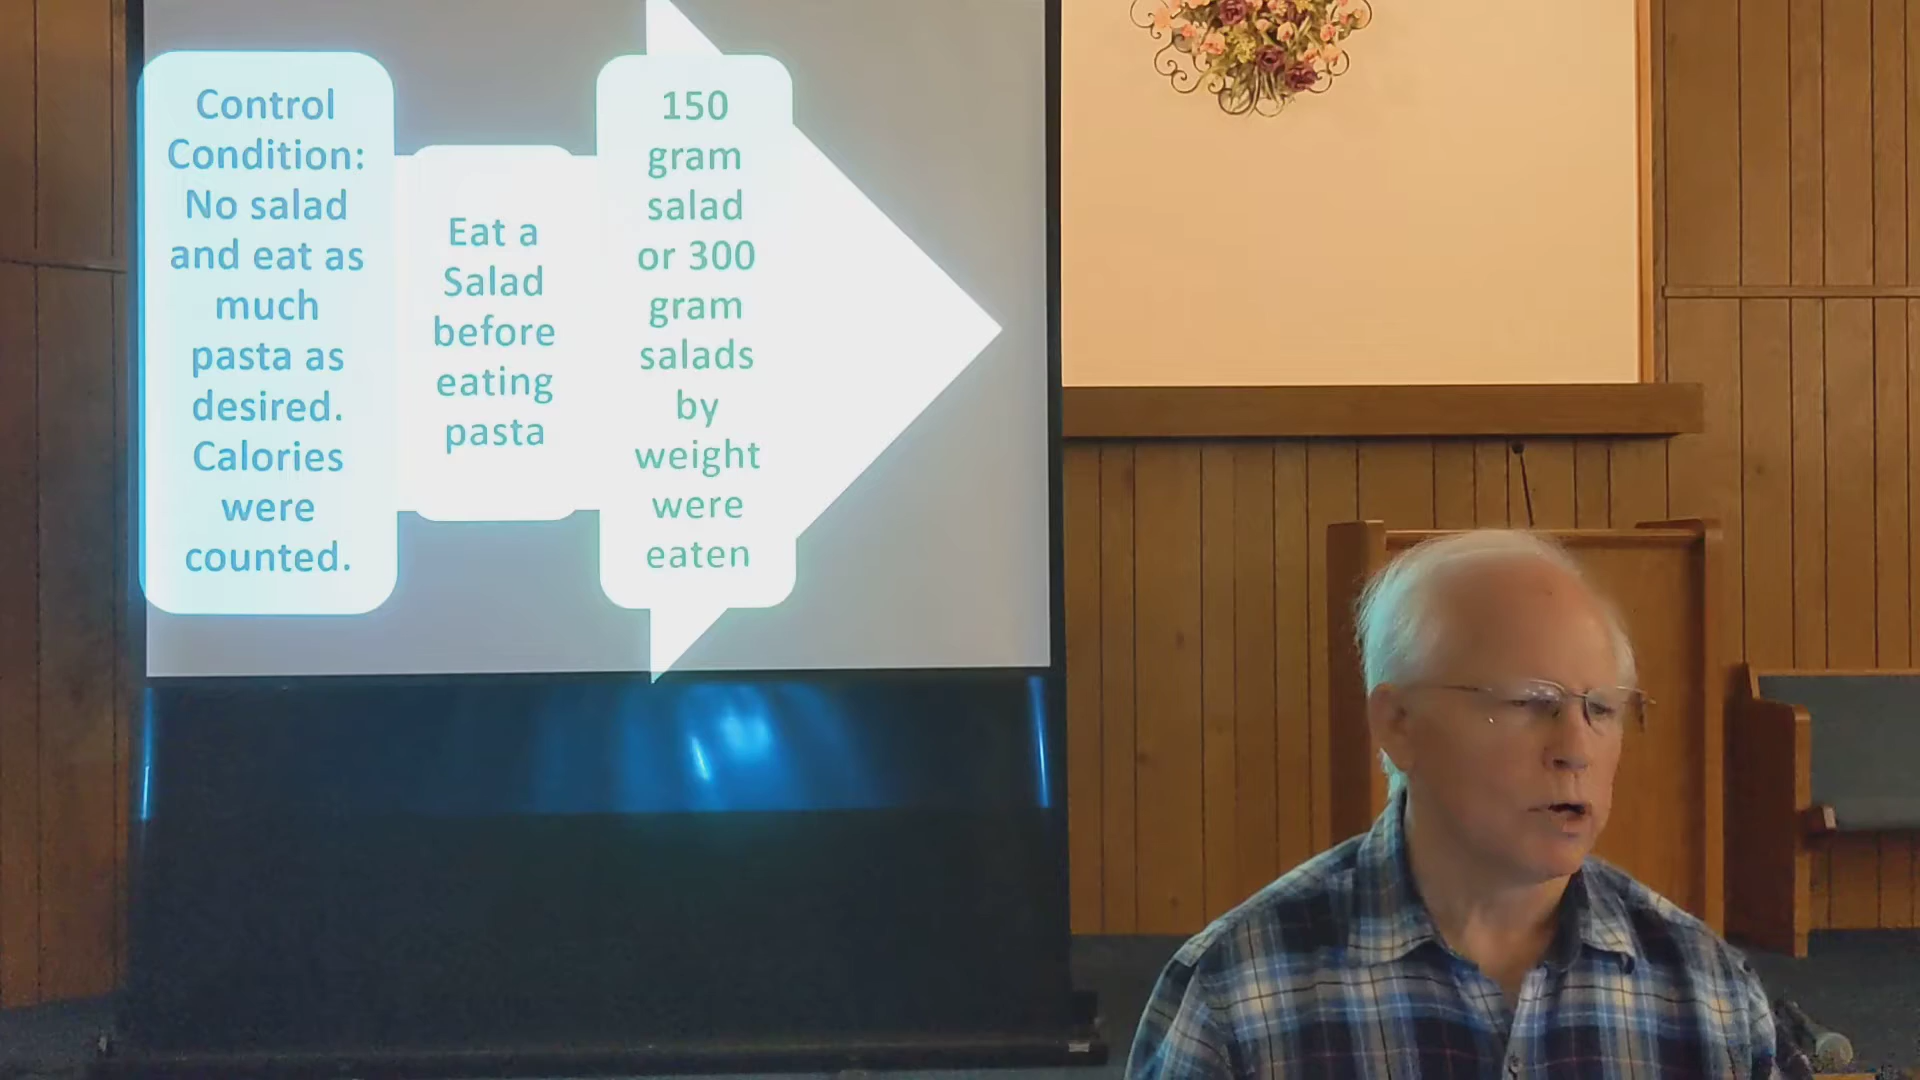 Control
Condition:
No salad
and eat as
much
pasta as
desired.
Calories
were
counted.
Eat a
Salad
before
eating
pasta
150
gram
salad
or 300
gram
salads
by
weight
were
eaten